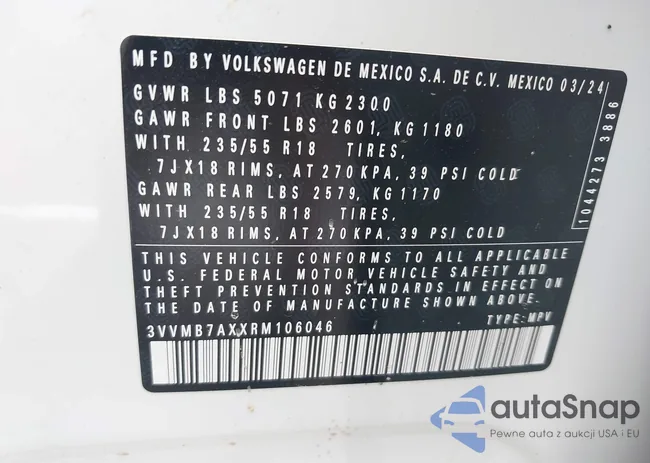 MFD BY VOLKSWAGEN DE MEXICO S.A. DE C.V. MEXICO 03/24
GVWR LBS 5071 KG 2300
GAWR FRONT LBS 2601, KG 1180
WITH 235/55 R18 TIRES,
7JX18 RIMS, AT 270 KPA, 39 PSI COLD
GAWR REAR LBS 2579, KG 1170
WITH 235/55 R18 TIRES,
7JX18 RIMS, AT 270 KPA, 39 PSI COLD
1044273 3886
THIS VEHICLE CONFORMS TO ALL APPLICABLE
U.S. FEDERAL MOTOR VEHICLE SAFETY AND
THEFT PREVENTION STANDARDS IN EFFECT ON
THE DATE OF MANUFACTURE SHOWN ABOVE.
3VVMB7AXXRM106046 TYPE: MPV
autaSnap
Pewne auta z aukcji USA i EU